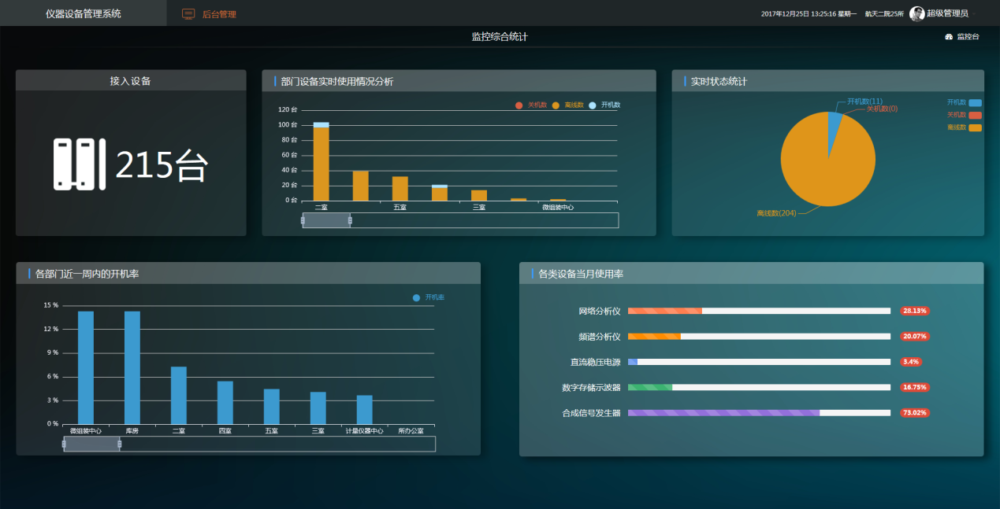 仪器设备管理系统
后台管理
2017年12月25日 13:25:16 星期一 航天二院25所 超级管理员
监控综合统计
监控台
接入设备
215台
部门设备实时使用情况分析
关机数 离线数 开机数
120 台
100 台
80 台
60 台
40 台
20 台
0 台
二室 五室 三室 微组装中心
实时状态统计
开机数(11)
关机数(0)
离线数(204)
开机数
关机数
离线数
各部门近一周内的开机率
开机率
15 %
12 %
9 %
6 %
3 %
0 %
微组装中心 库房 二室 四室 五室 三室 计量仪器中心 所办公室
各类设备当月使用率
网络分析仪 28.13%
频谱分析仪 20.07%
直流稳压电源 3.4%
数字存储示波器 16.75%
合成信号发生器 73.02%